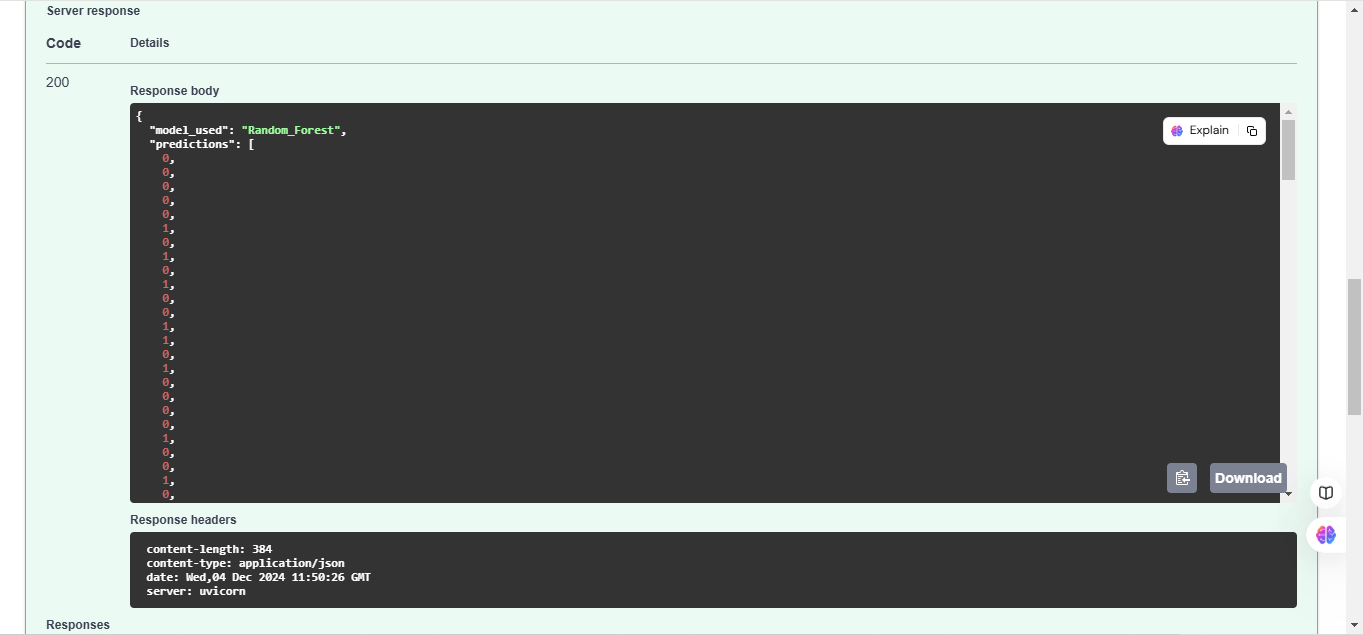 Server response
Code Details
200
Response body
{
"model_used": "Random_Forest",
"predictions": [
0,
0,
0,
0,
0,
1,
0,
1,
0,
1,
0,
0,
1,
1,
0,
1,
0,
0,
0,
0,
1,
0,
0,
1,
0,
Explain
Download
Response headers
content-length: 384
content-type: application/json
date: Wed,04 Dec 2024 11:50:26 GMT
server: uvicorn
Responses